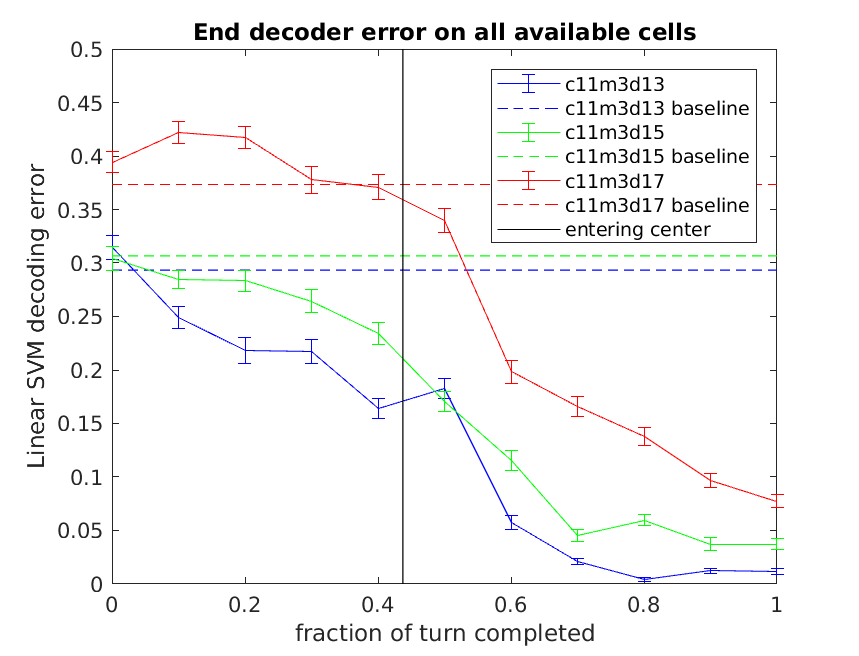 End decoder error on all available cells
0.5
0.45
0.4
0.35
0.3
0.25
0.2
0.15
0.1
0.05
0
Linear SVM decoding error
c11m3d13
c11m3d13 baseline
c11m3d15
c11m3d15 baseline
c11m3d17
c11m3d17 baseline
entering center
0 0.2 0.4 0.6 0.8 1
fraction of turn completed